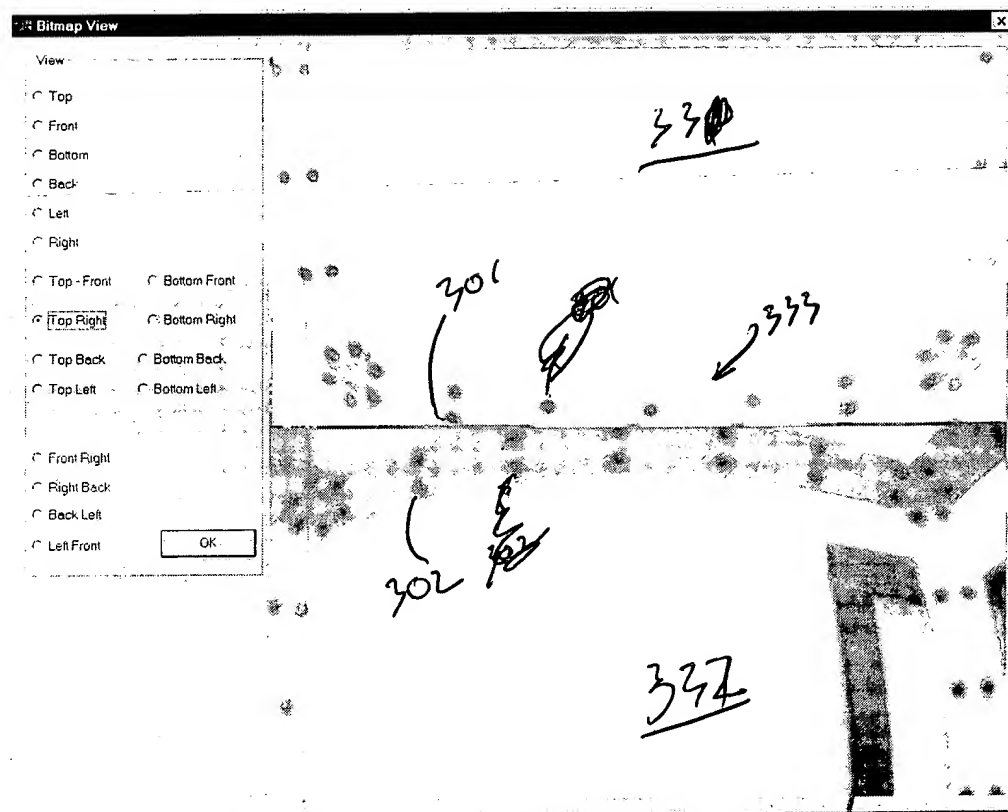 Bitmap View
View
Top
Front
Bottom
Back
Left
Right
Top - Front
Bottom Front
Top Right
Bottom Right
Top Back
Bottom Back
Top Left
Bottom Left
Front Right
Right Back
Back Left
Left Front
OK
301
333
302
332